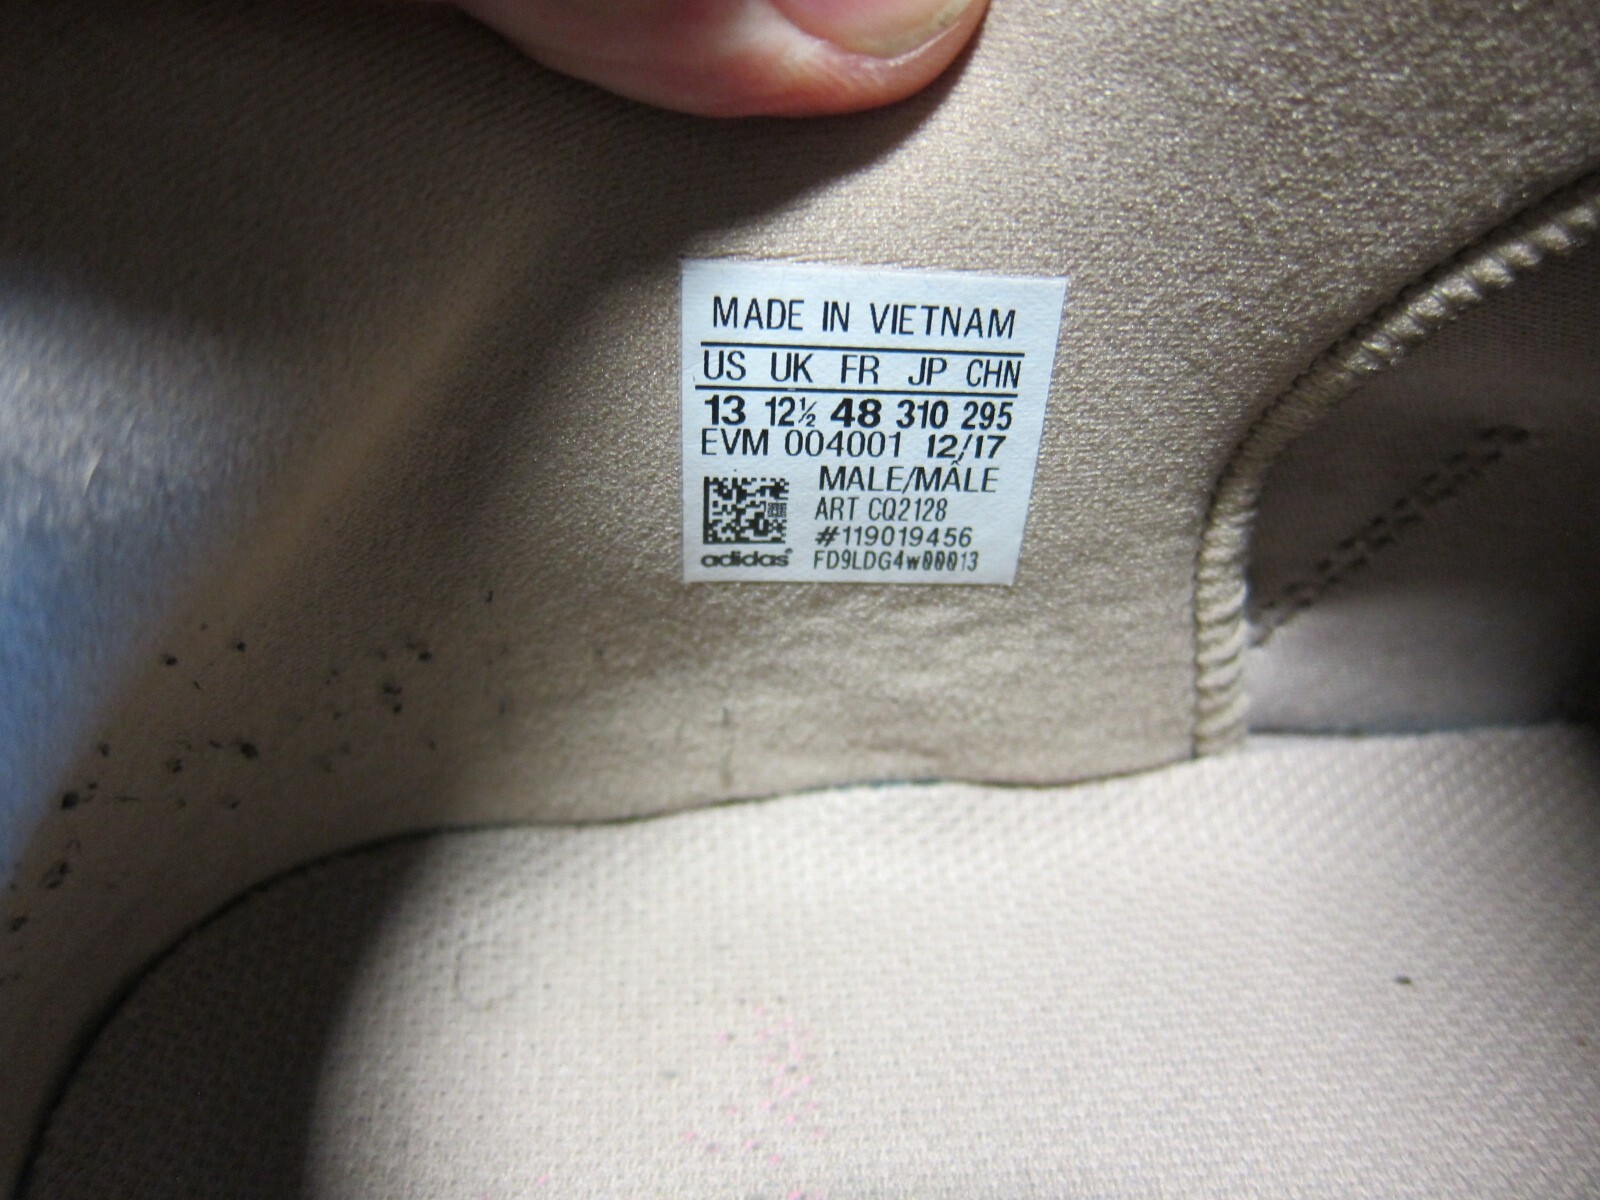 MADE IN VIETNAM
US UK FR JP CHN
13 12½ 48 310 295
EVM 004001 12/17
MALE/MÂLE
ART CQ2128
#119019456
adidas® FD9LDG4w00013